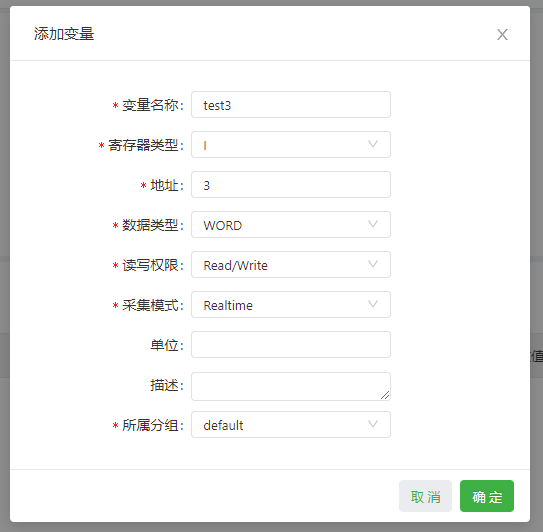 添加变量
* 变量名称: test3
* 寄存器类型: I
* 地址: 3
* 数据类型: WORD
* 读写权限: Read/Write
* 采集模式: Realtime
单位:
描述:
* 所属分组: default
取消 确定
值